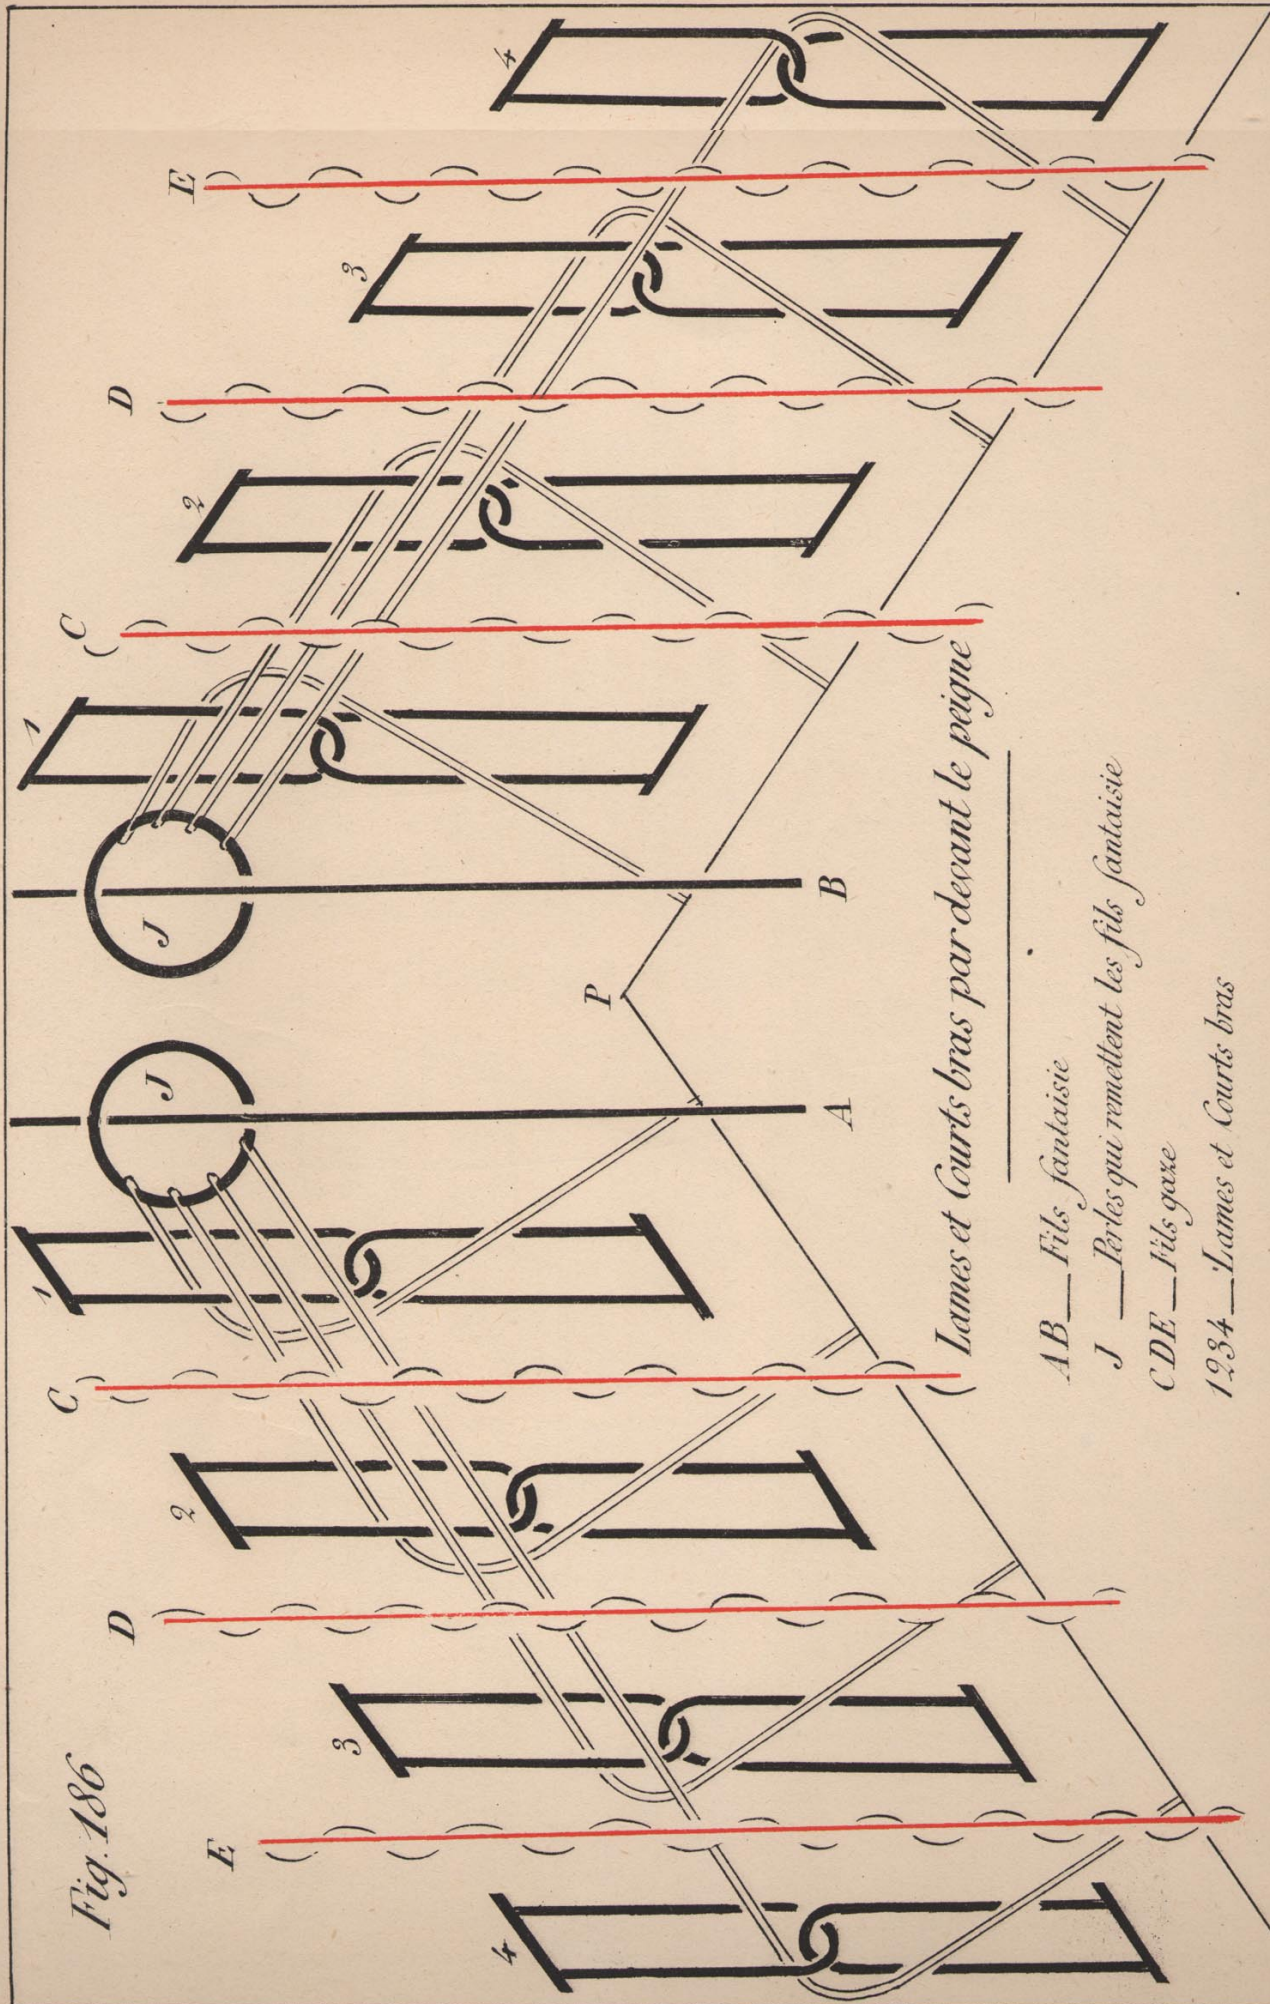 Fig. 186
4
E
3
D
2
C
1
J
A
P
J
B
1
C
2
D
3
E
4
Lames et Courts bras par devant le peigne
AB — Fils fantaisie
J — Perles qui remettent les fils fantaisie
CDE — Fils gaze
1234 — Lames et Courts bras